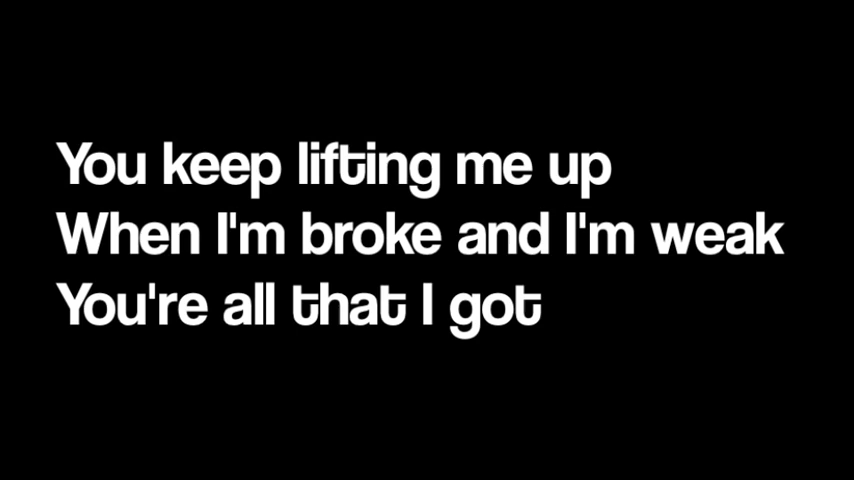 You keep lifting me up
When I'm broke and I'm weak
You're all that I got